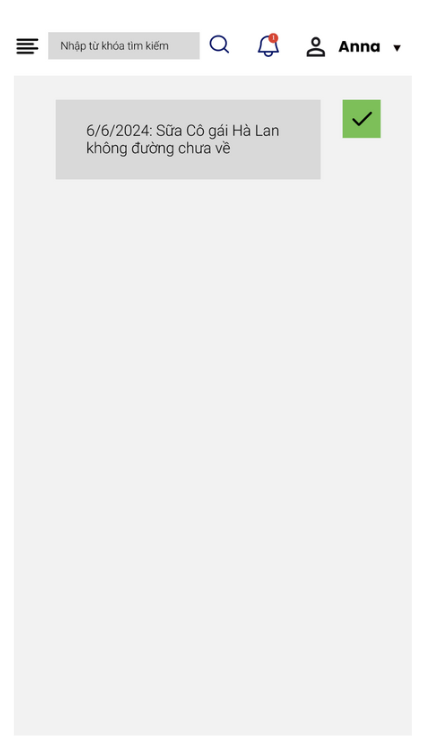 Nhập từ khóa tìm kiếm
Anna
6/6/2024: Sữa Cô gái Hà Lan
không đường chưa về